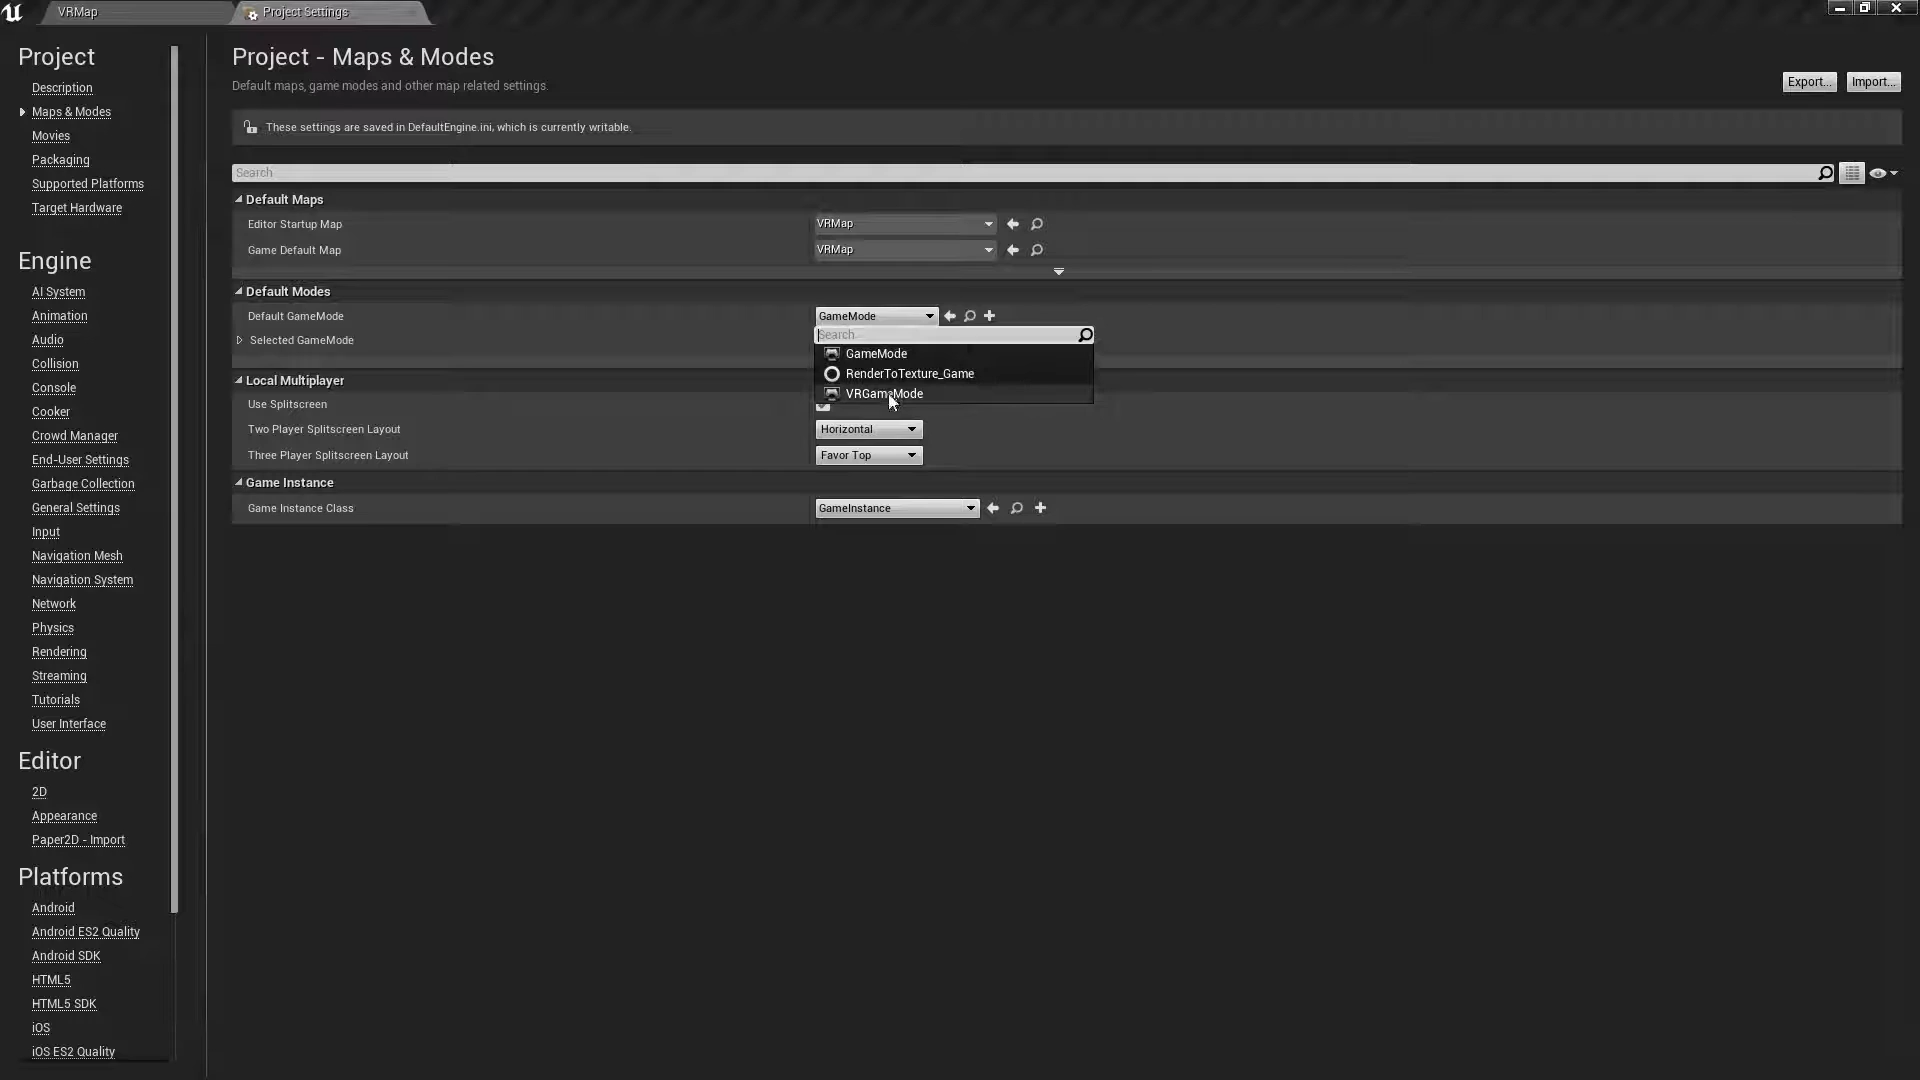 VRMap
Project Settings
Project
Description
Maps & Modes
Movies
Packaging
Supported Platforms
Target Hardware
Engine
AI System
Animation
Audio
Collision
Console
Cooker
Crowd Manager
End-User Settings
Garbage Collection
General Settings
Input
Navigation Mesh
Navigation System
Network
Physics
Rendering
Streaming
Tutorials
User Interface
Editor
2D
Appearance
Paper2D - Import
Platforms
Android
Android ES2 Quality
Android SDK
HTML5
HTML5 SDK
iOS
iOS ES2 Quality
Project - Maps & Modes
Default maps, game modes and other map related settings.
Export...
Import...
These settings are saved in DefaultEngine.ini, which is currently writable.
Search
Default Maps
Editor Startup Map
VRMap
Game Default Map
VRMap
Default Modes
Default GameMode
GameMode
Search...
Selected GameMode
GameMode
RenderToTexture_Game
VRGameMode
Local Multiplayer
Use Splitscreen
Two Player Splitscreen Layout
Horizontal
Three Player Splitscreen Layout
Favor Top
Game Instance
Game Instance Class
GameInstance